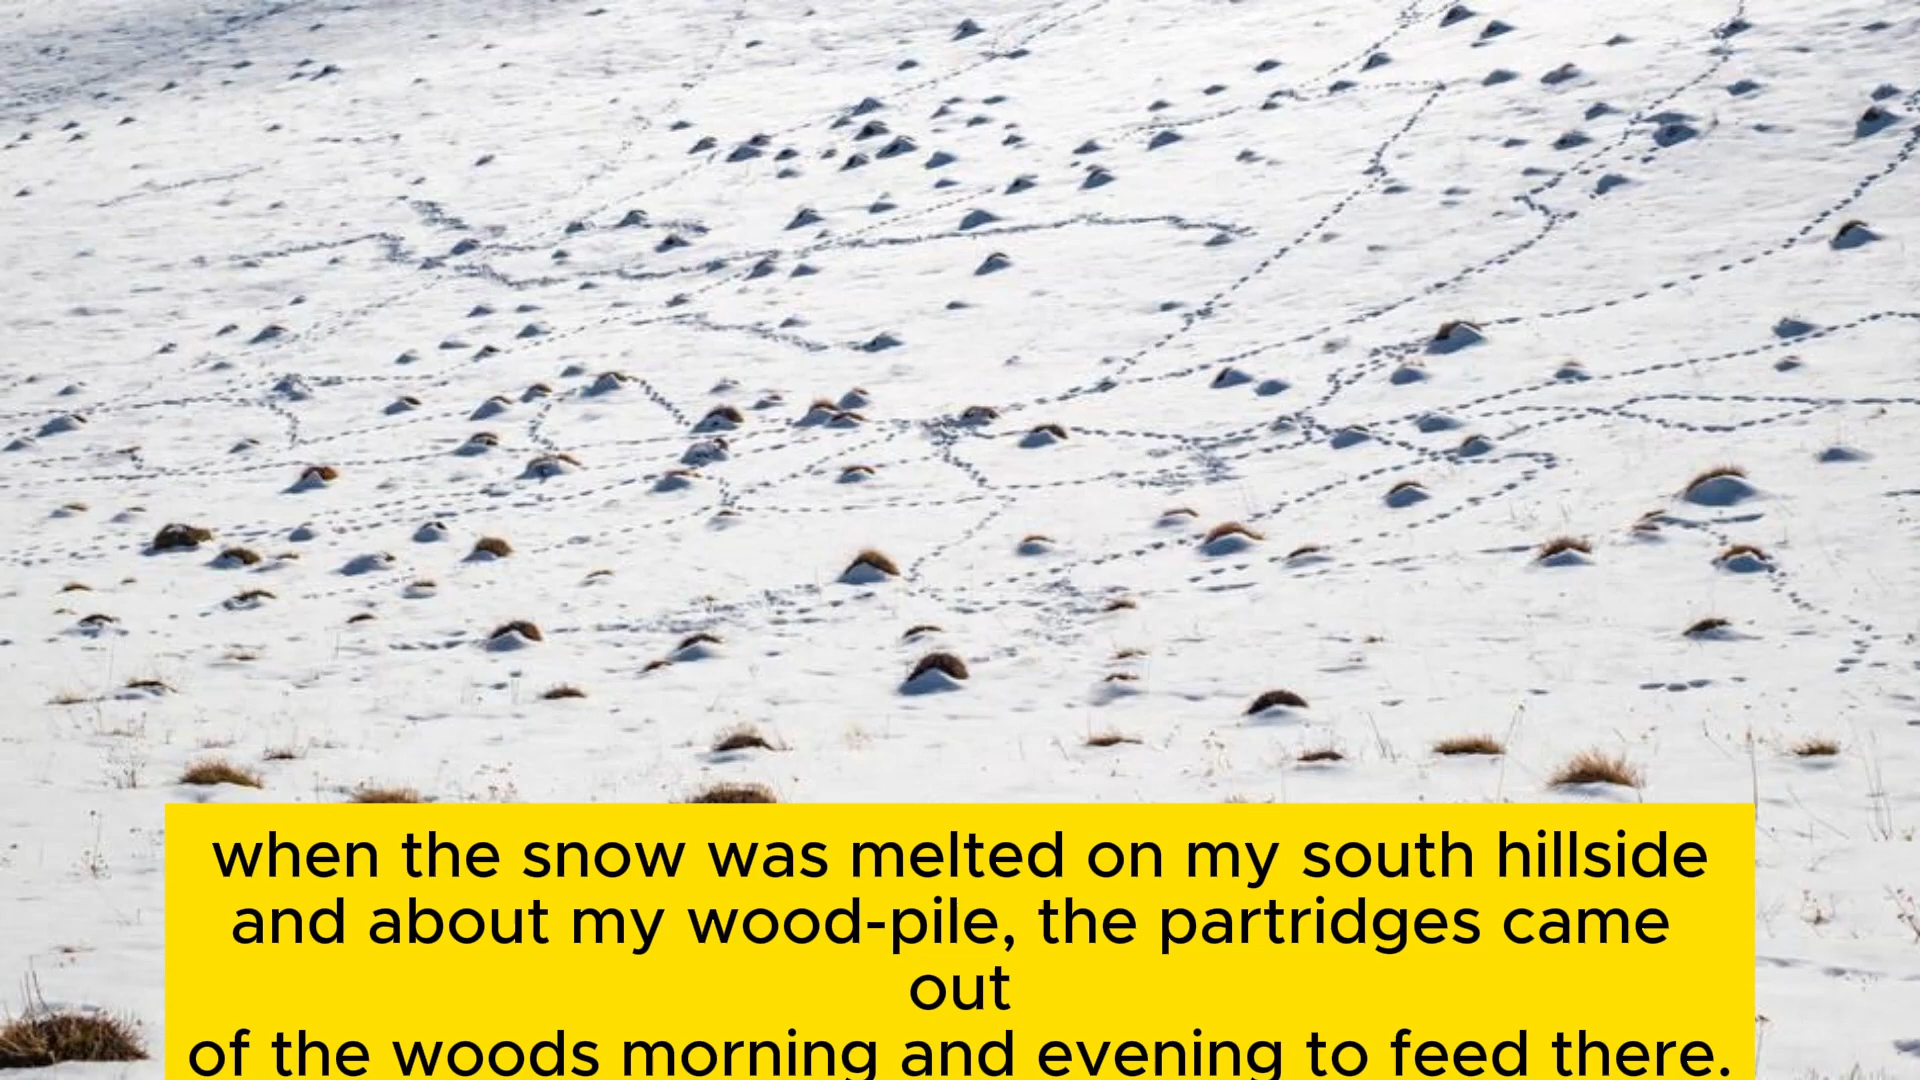 when the snow was melted on my south hillside
and about my wood-pile, the partridges came
out
of the woods morning and evening to feed there.